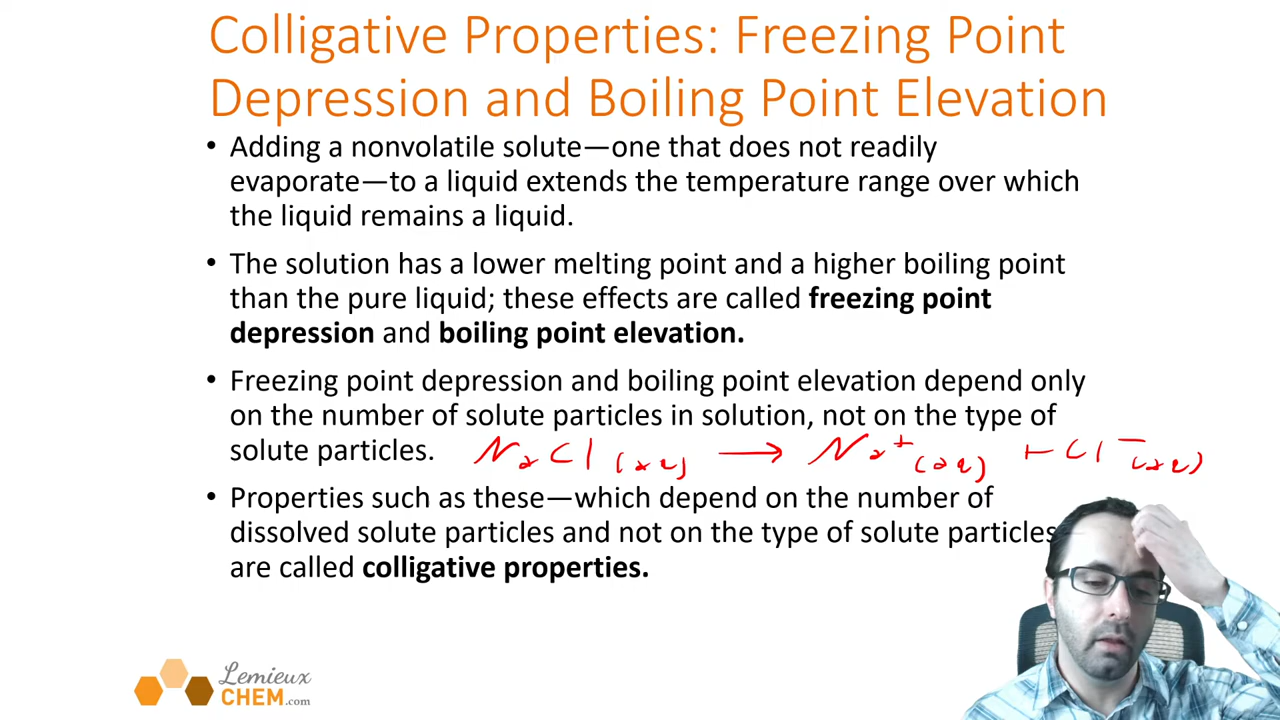 Colligative Properties: Freezing Point
Depression and Boiling Point Elevation
• Adding a nonvolatile solute—one that does not readily
evaporate—to a liquid extends the temperature range over which
the liquid remains a liquid.
• The solution has a lower melting point and a higher boiling point
than the pure liquid; these effects are called freezing point
depression and boiling point elevation.
• Freezing point depression and boiling point elevation depend only
on the number of solute particles in solution, not on the type of
solute particles. NaCl (aq) → Na⁺ (aq) + Cl⁻ (aq)
• Properties such as these—which depend on the number of
dissolved solute particles and not on the type of solute particles—
are called colligative properties.
Lemieux
CHEM.com